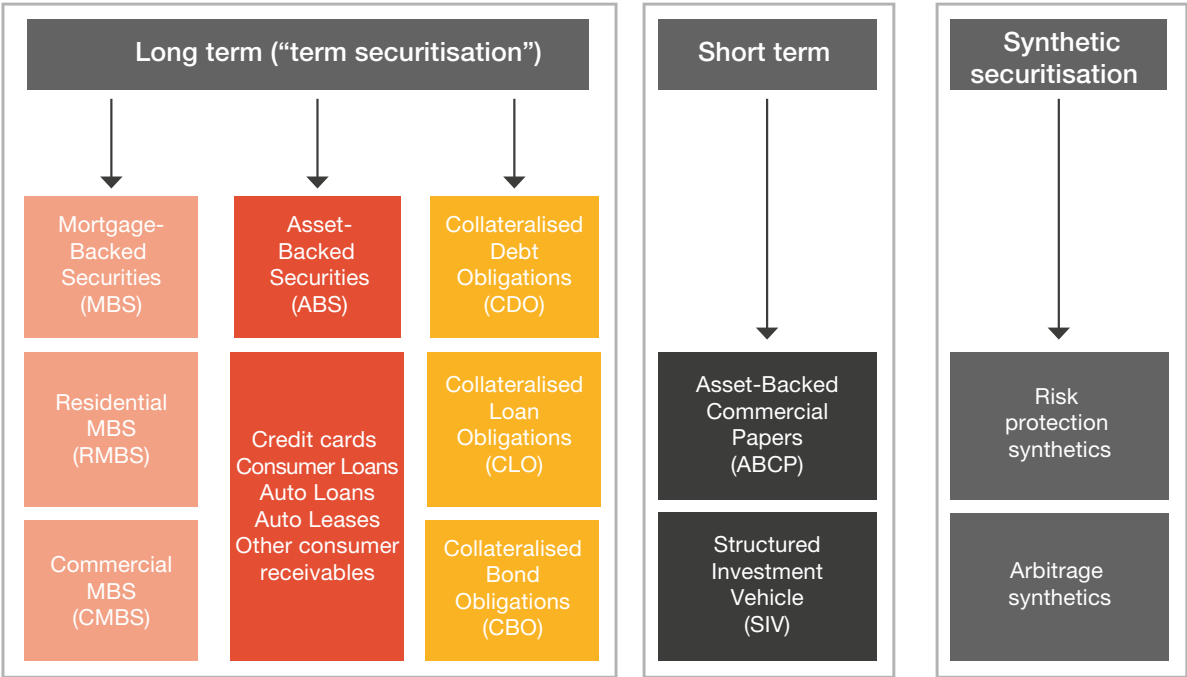 Long term (“term securitisation”)
Short term
Synthetic
securitisation
Mortgage-
Backed
Securities
(MBS)
Asset-
Backed
Securities
(ABS)
Collateralised
Debt
Obligations
(CDO)
Residential
MBS
(RMBS)
Credit cards
Consumer Loans
Auto Loans
Auto Leases
Other consumer
receivables
Collateralised
Loan
Obligations
(CLO)
Asset-Backed
Commercial
Papers
(ABCP)
Risk
protection
synthetics
Commercial
MBS
(CMBS)
Collateralised
Bond
Obligations
(CBO)
Structured
Investment
Vehicle
(SIV)
Arbitrage
synthetics